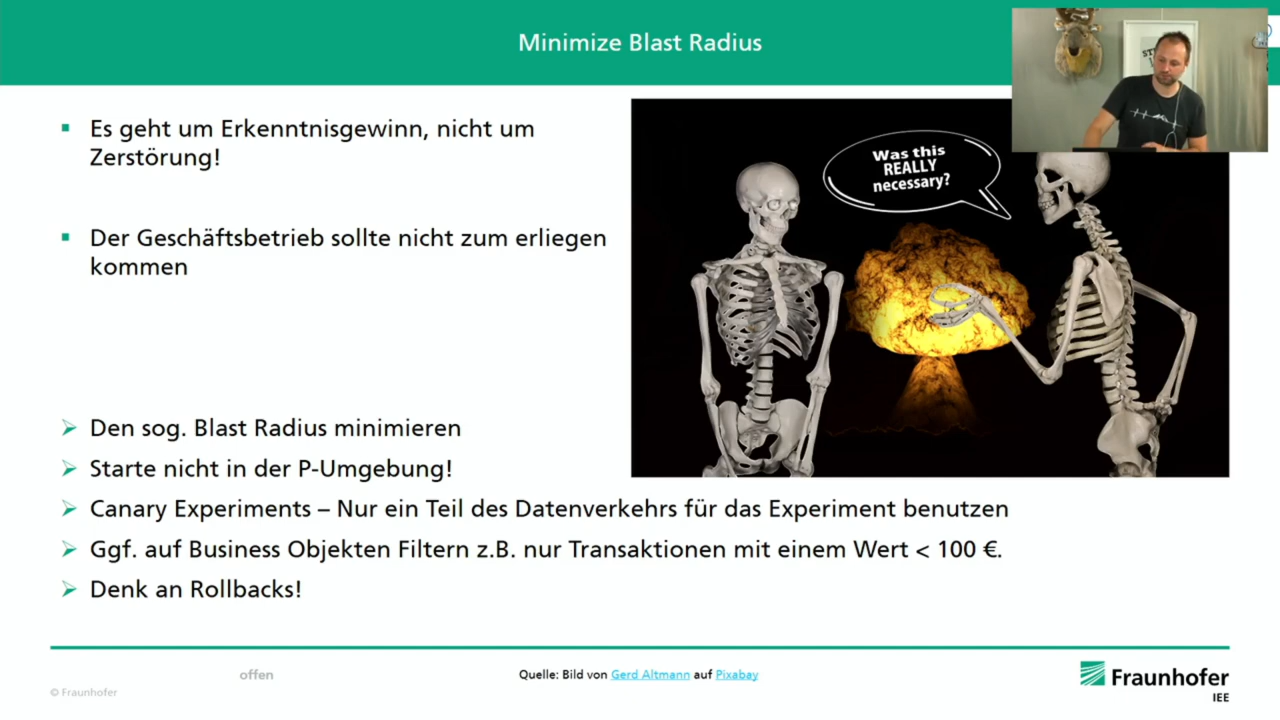 Minimize Blast Radius
▪ Es geht um Erkenntnisgewinn, nicht um
Zerstörung!
▪ Der Geschäftsbetrieb sollte nicht zum erliegen
kommen
Was this
REALLY
necessary?
➢ Den sog. Blast Radius minimieren
➢ Starte nicht in der P-Umgebung!
➢ Canary Experiments – Nur ein Teil des Datenverkehrs für das Experiment benutzen
➢ Ggf. auf Business Objekten Filtern z.B. nur Transaktionen mit einem Wert < 100 €.
➢ Denk an Rollbacks!
offen
Quelle: Bild von Gerd Altmann auf Pixabay
© Fraunhofer
Fraunhofer
IEE